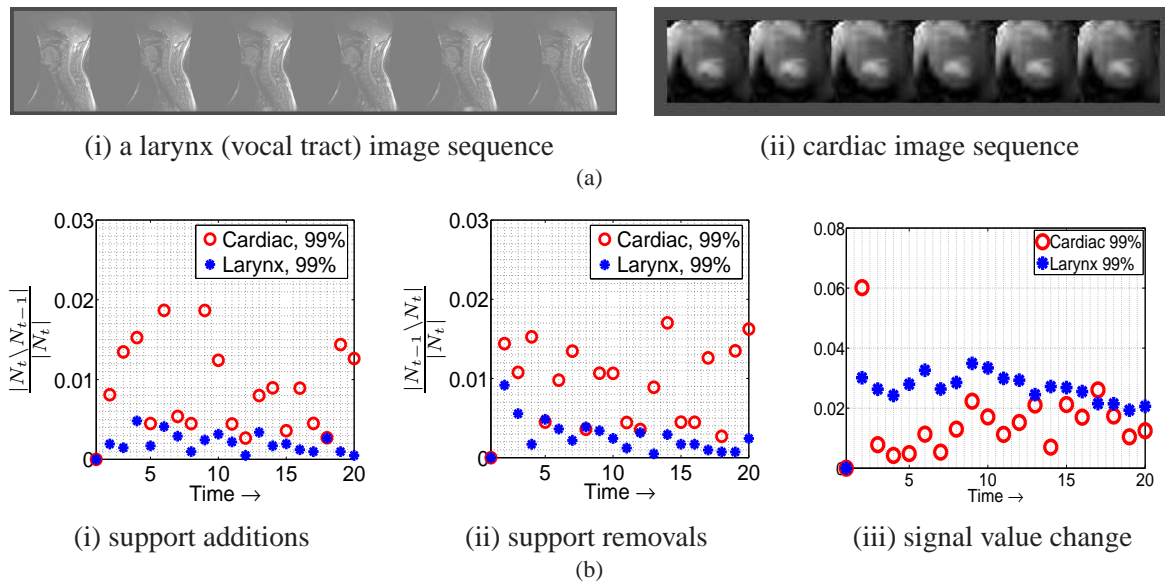 (i) a larynx (vocal tract) image sequence
(ii) cardiac image sequence
(a)
0.03
0.02
0.01
0
5 10 15 20
Time →
|N_t \ N_{t−1}|
|N_t|
Cardiac, 99%
Larynx, 99%
(i) support additions
0.03
0.02
0.01
0
5 10 15 20
Time →
|N_{t−1} \ N_t|
|N_t|
Cardiac, 99%
Larynx, 99%
(ii) support removals
0.08
0.06
0.04
0.02
0
5 10 15 20
Time →
Cardiac 99%
Larynx 99%
(iii) signal value change
(b)